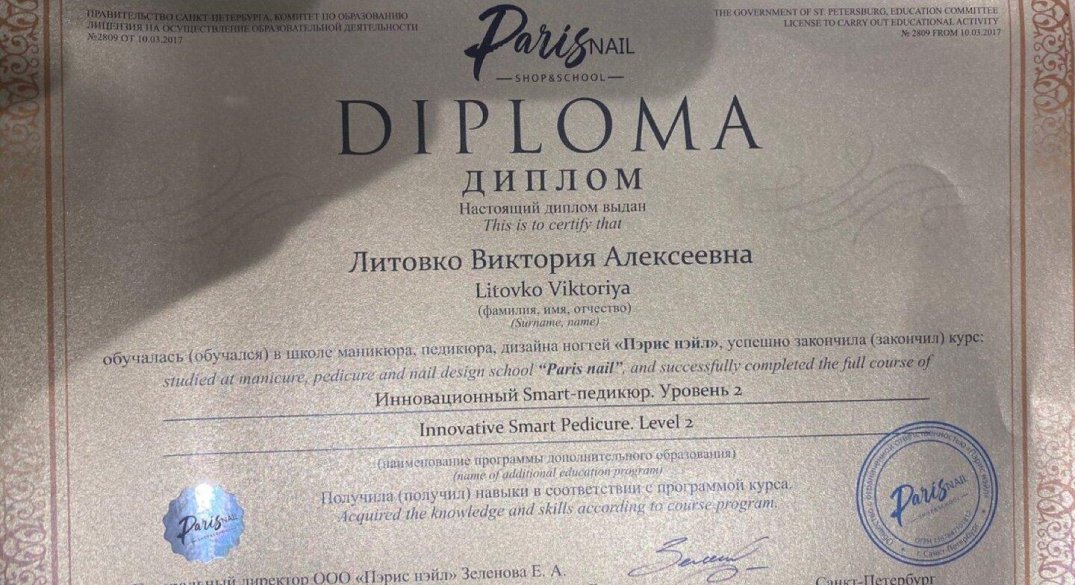 ПРАВИТЕЛЬСТВО САНКТ-ПЕТЕРБУРГА, КОМИТЕТ ПО ОБРАЗОВАНИЮ
ЛИЦЕНЗИЯ НА ОСУЩЕСТВЛЕНИЕ ОБРАЗОВАТЕЛЬНОЙ ДЕЯТЕЛЬНОСТИ
№2809 ОТ 10.03.2017
THE GOVERNMENT OF ST. PETERSBURG, EDUCATION COMMITTEE
LICENSE TO CARRY OUT EDUCATIONAL ACTIVITY
№ 2809 FROM 10.03.2017
Paris NAIL
SHOP&SCHOOL
DIPLOMA
ДИПЛОМ
Настоящий диплом выдан
This is to certify that
Литовко Виктория Алексеевна
Litovko Viktoriya
(фамилия, имя, отчество)
(Surname, name)
обучалась (обучался) в школе маникюра, педикюра, дизайна ногтей «Пэрис нэйл», успешно закончила (закончил) курс:
studied at manicure, pedicure and nail design school “Paris nail”, and successfully completed the full course of
Инновационный Smart-педикюр. Уровень 2
Innovative Smart Pedicure. Level 2
(наименование программы дополнительного образования)
(name of additional education program)
Получила (получил) навыки в соответствии с программой курса.
Acquired the knowledge and skills according to course program.
Paris NAIL
Paris NAIL
г. Санкт-Петербург
директор ООО «Пэрис нэйл» Зеленова Е. А.
Санкт-Петербург